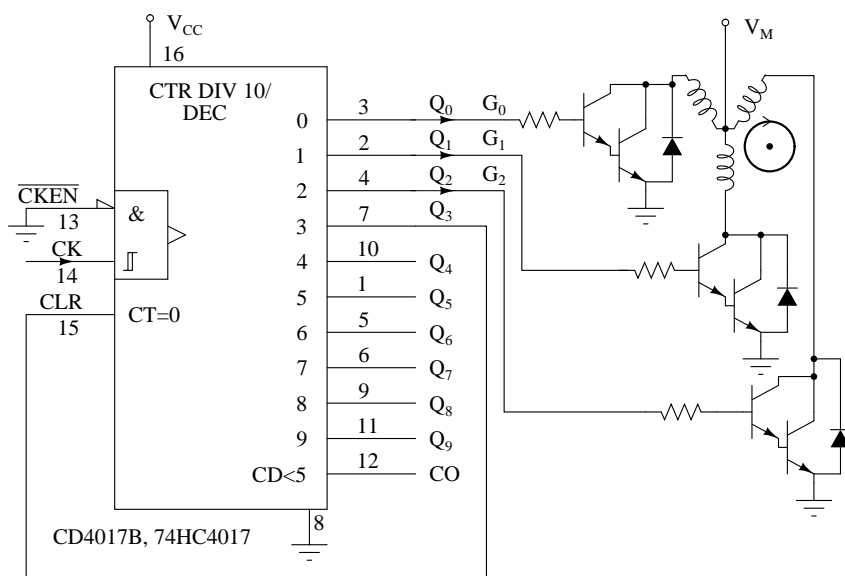 V_CC
V_M
16
CTR DIV 10/
DEC
0 3 Q_0 G_0
1 2 Q_1 G_1
2 4 Q_2 G_2
3 7 Q_3
4 10 Q_4
5 1 Q_5
6 5 Q_6
7 6 Q_7
8 9 Q_8
9 11 Q_9
CD<5 12 CO
CKEN
13
&
CK
14
CLR
15
CT=0
8
CD4017B, 74HC4017